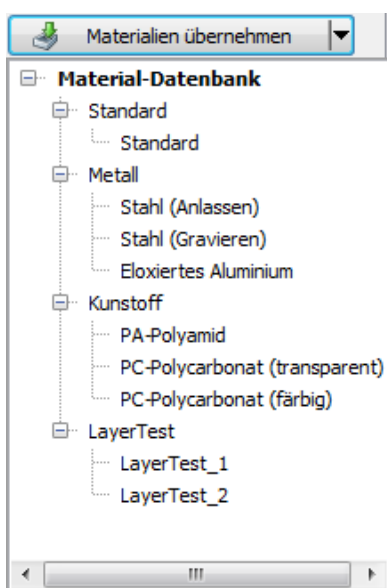 Materialien übernehmen
Material-Datenbank
Standard
Standard
Metall
Stahl (Anlassen)
Stahl (Gravieren)
Eloxiertes Aluminium
Kunstoff
PA-Polyamid
PC-Polycarbonat (transparent)
PC-Polycarbonat (färbig)
LayerTest
LayerTest_1
LayerTest_2